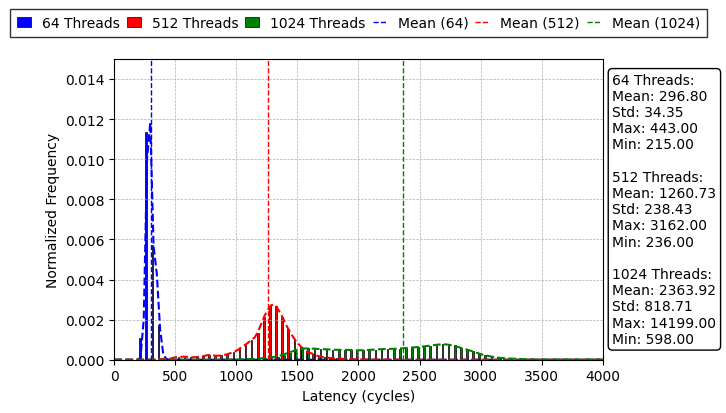 64 Threads 512 Threads 1024 Threads Mean (64) Mean (512) Mean (1024)
0.014
0.012
0.010
0.008
0.006
0.004
0.002
0.000
Normalized Frequency
0 500 1000 1500 2000 2500 3000 3500 4000
Latency (cycles)
64 Threads:
Mean: 296.80
Std: 34.35
Max: 443.00
Min: 215.00
512 Threads:
Mean: 1260.73
Std: 238.43
Max: 3162.00
Min: 236.00
1024 Threads:
Mean: 2363.92
Std: 818.71
Max: 14199.00
Min: 598.00